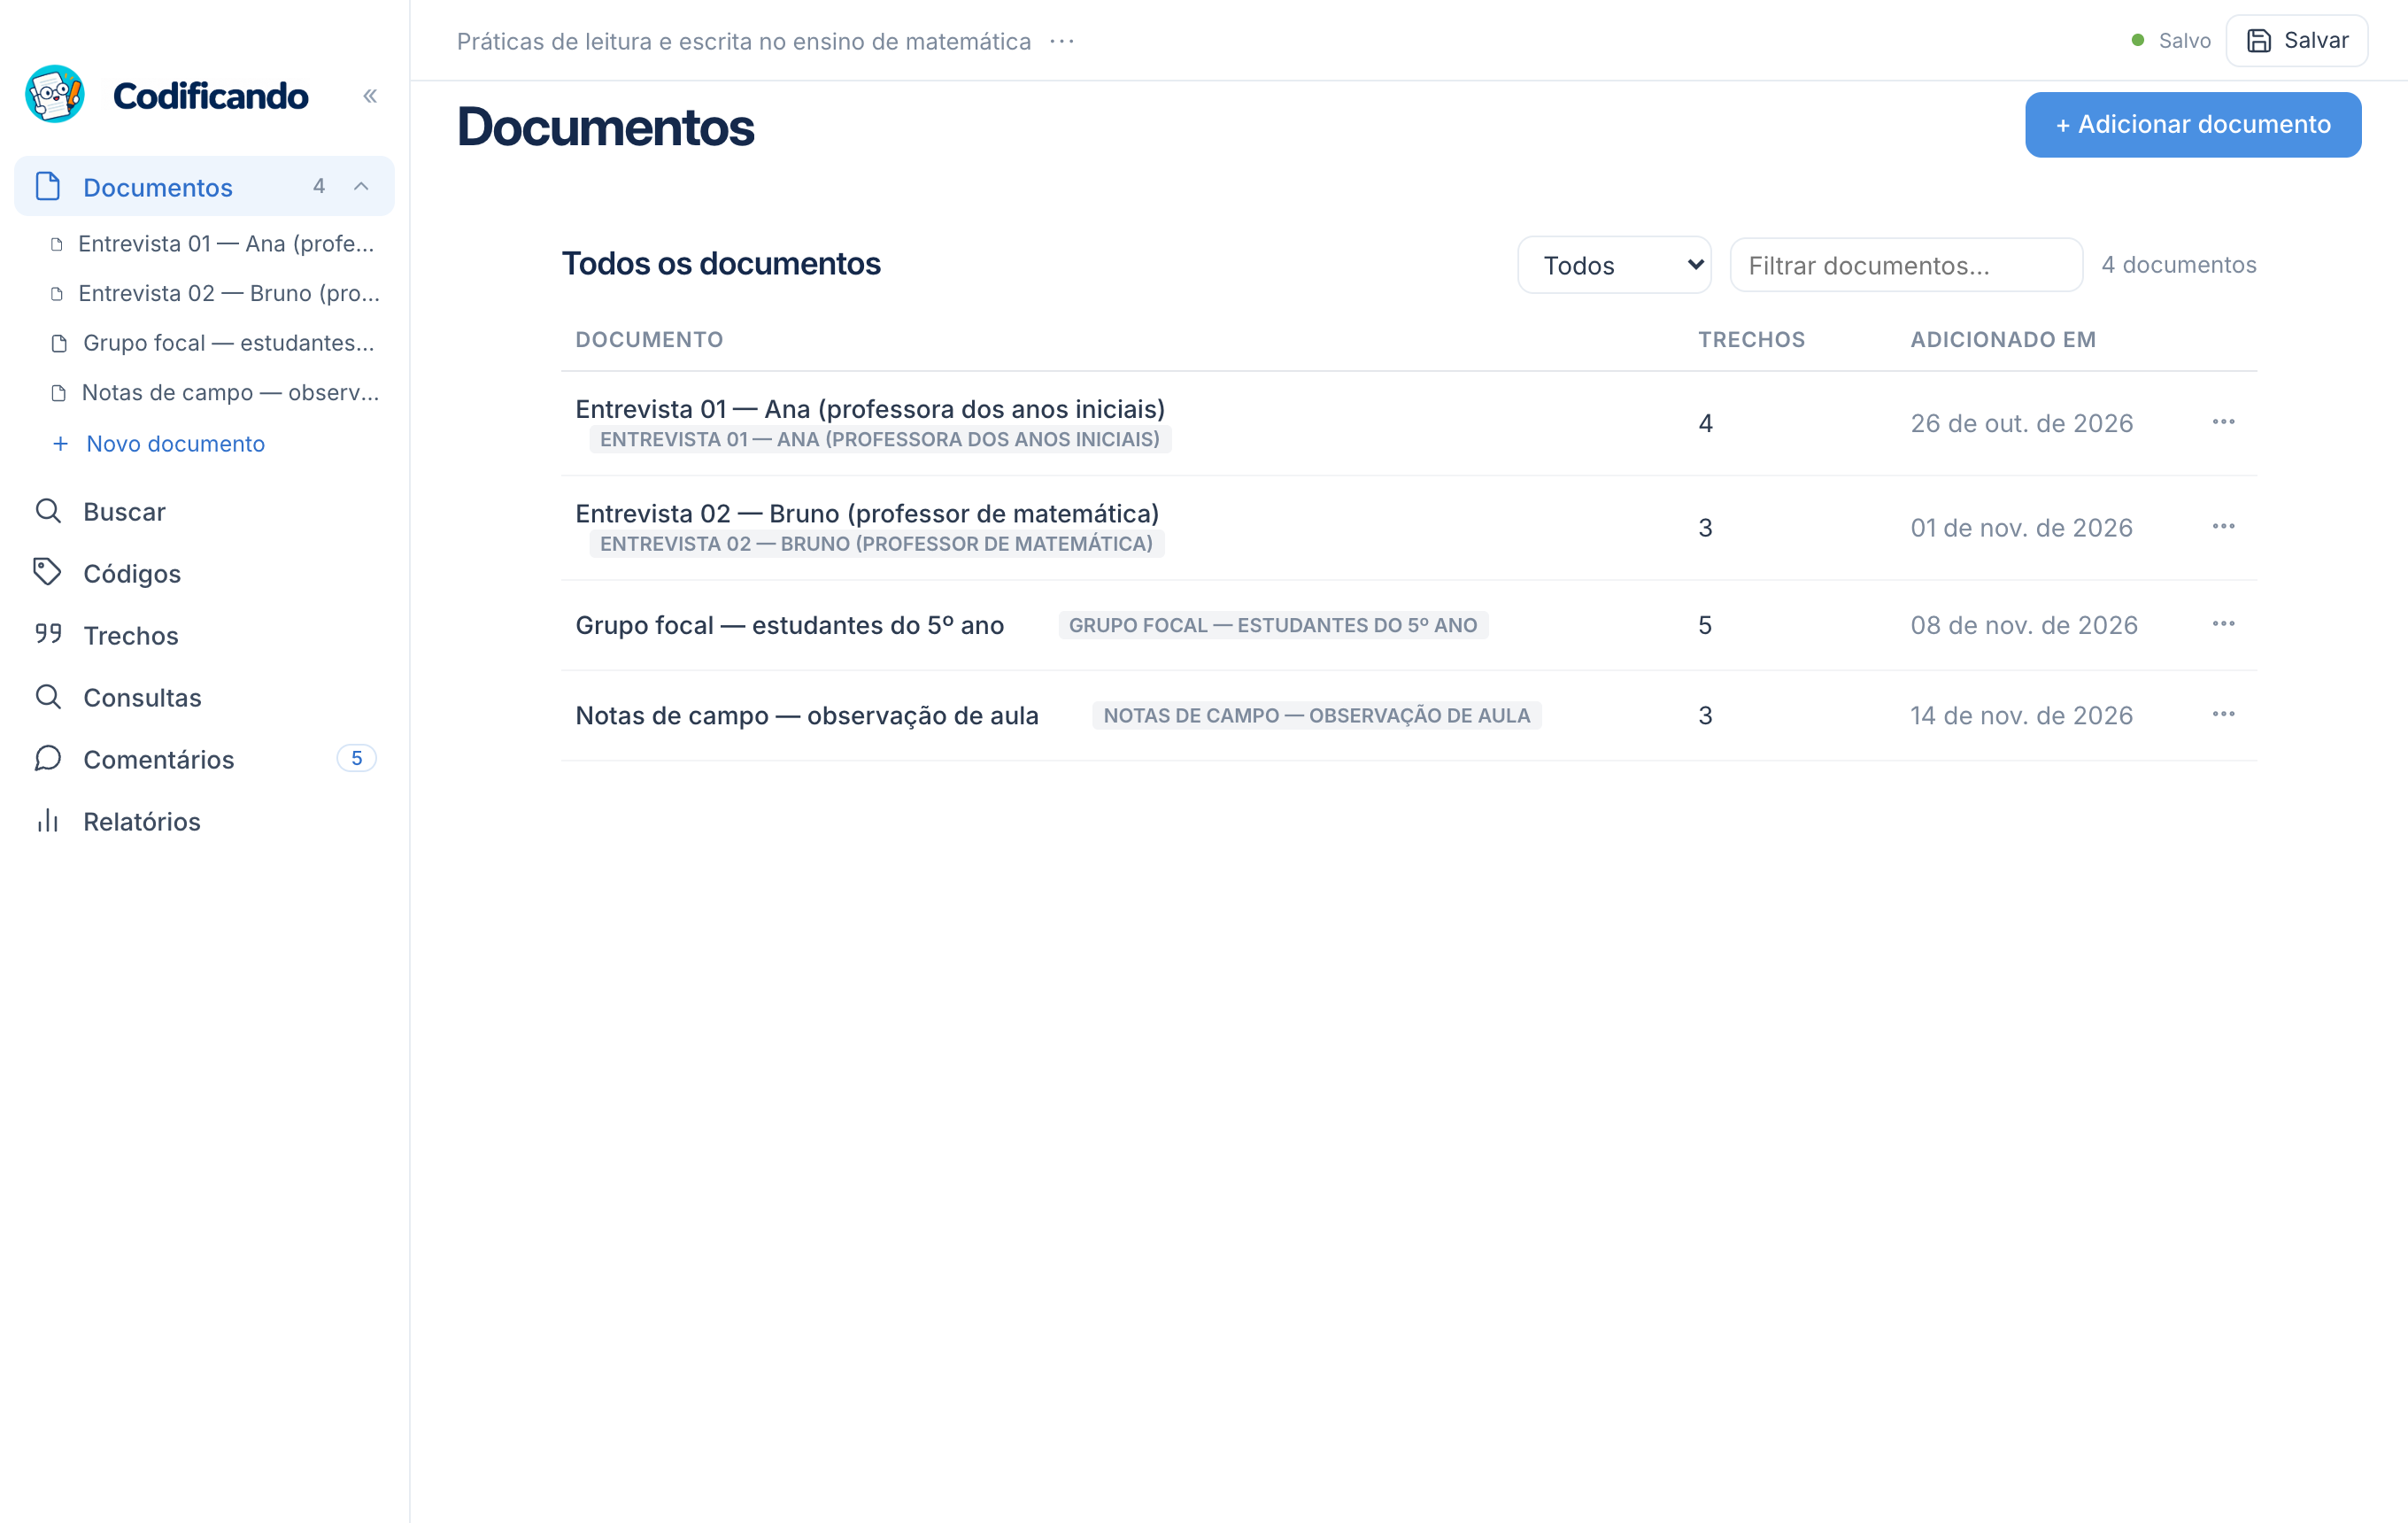 Práticas de leitura e escrita no ensino de matemática ···
Salvo
Salvar
Codificando «
Documentos 4
Entrevista 01 — Ana (profe...
Entrevista 02 — Bruno (pro...
Grupo focal — estudantes...
Notas de campo — observ...
+ Novo documento
Buscar
Códigos
Trechos
Consultas
Comentários 5
Relatórios
Documentos
+ Adicionar documento
Todos os documentos
Todos
Filtrar documentos...
4 documentos
DOCUMENTO TRECHOS ADICIONADO EM
Entrevista 01 — Ana (professora dos anos iniciais)
ENTREVISTA 01 — ANA (PROFESSORA DOS ANOS INICIAIS)
4 26 de out. de 2026 ···
Entrevista 02 — Bruno (professor de matemática)
ENTREVISTA 02 — BRUNO (PROFESSOR DE MATEMÁTICA)
3 01 de nov. de 2026 ···
Grupo focal — estudantes do 5º ano GRUPO FOCAL — ESTUDANTES DO 5º ANO 5 08 de nov. de 2026 ···
Notas de campo — observação de aula NOTAS DE CAMPO — OBSERVAÇÃO DE AULA 3 14 de nov. de 2026 ···